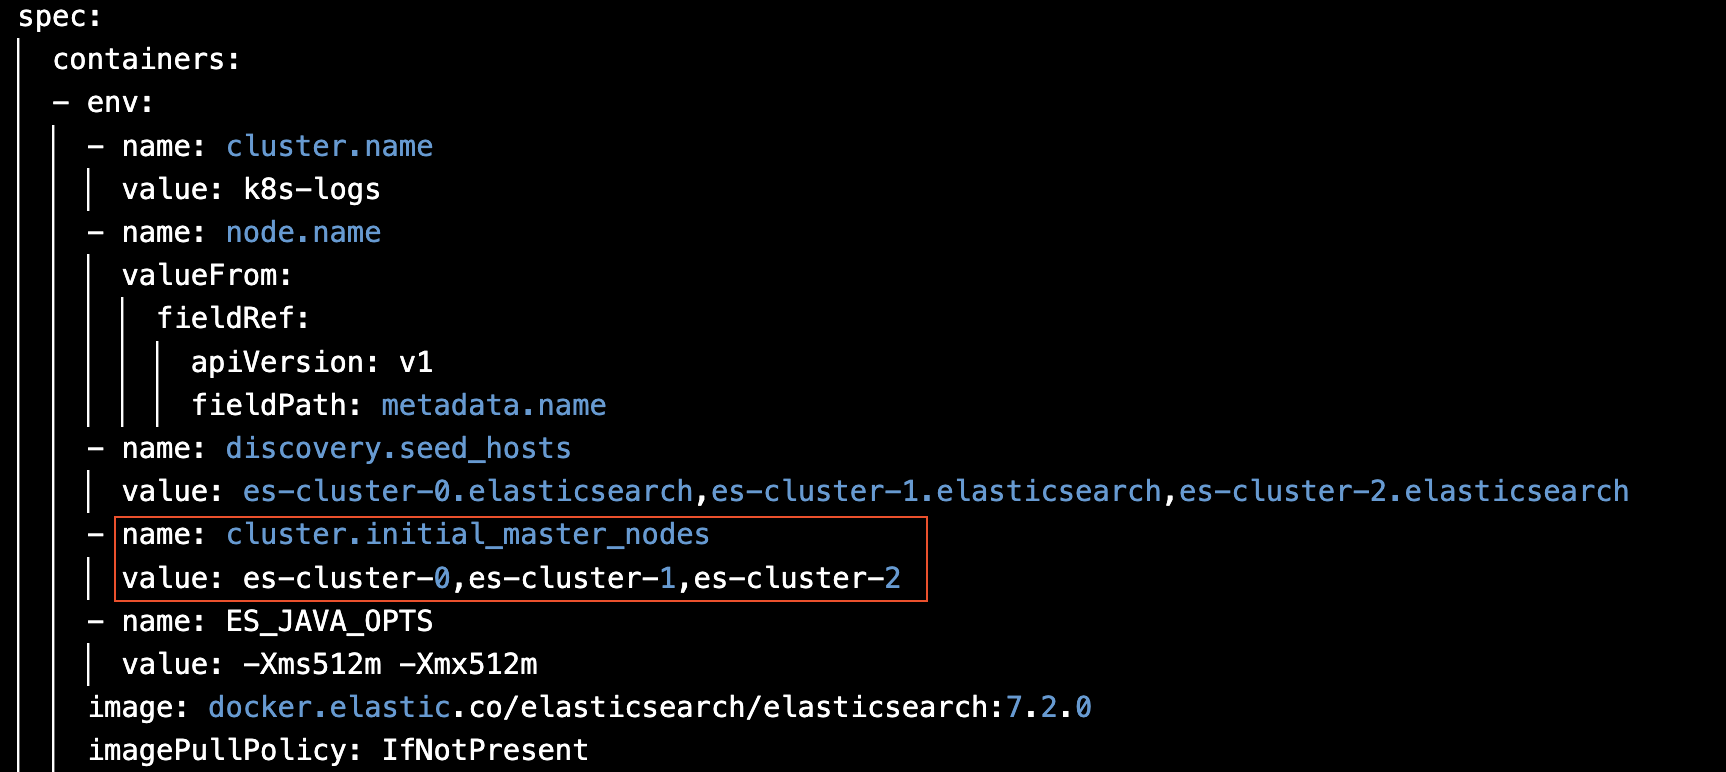 spec:
containers:
- env:
- name: cluster.name
value: k8s-logs
- name: node.name
valueFrom:
fieldRef:
apiVersion: v1
fieldPath: metadata.name
- name: discovery.seed_hosts
value: es-cluster-0.elasticsearch,es-cluster-1.elasticsearch,es-cluster-2.elasticsearch
- name: cluster.initial_master_nodes
value: es-cluster-0,es-cluster-1,es-cluster-2
- name: ES_JAVA_OPTS
value: -Xms512m -Xmx512m
image: docker.elastic.co/elasticsearch/elasticsearch:7.2.0
imagePullPolicy: IfNotPresent